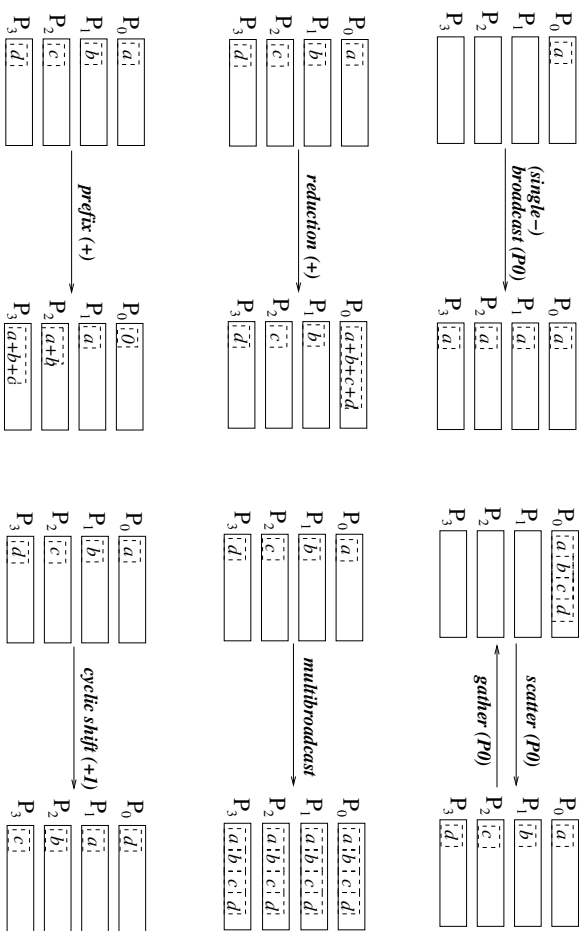 P0 a
P1
P2
P3
(single-)
broadcast (P0)
P0 a
P1 a
P2 a
P3 a
P0 a b c d
P1
P2
P3
scatter (P0)
gather (P0)
P0 a
P1 b
P2 c
P3 d
P0 a
P1 b
P2 c
P3 d
reduction (+)
P0 a+b+c+d
P1 b
P2 c
P3 d
P0 a
P1 b
P2 c
P3 d
multibroadcast
P0 a b c d
P1 a b c d
P2 a b c d
P3 a b c d
P0 a
P1 b
P2 c
P3 d
prefix (+)
P0 0
P1 a
P2 a+b
P3 a+b+c
P0 a
P1 b
P2 c
P3 d
cyclic shift (+1)
P0 d
P1 a
P2 b
P3 c